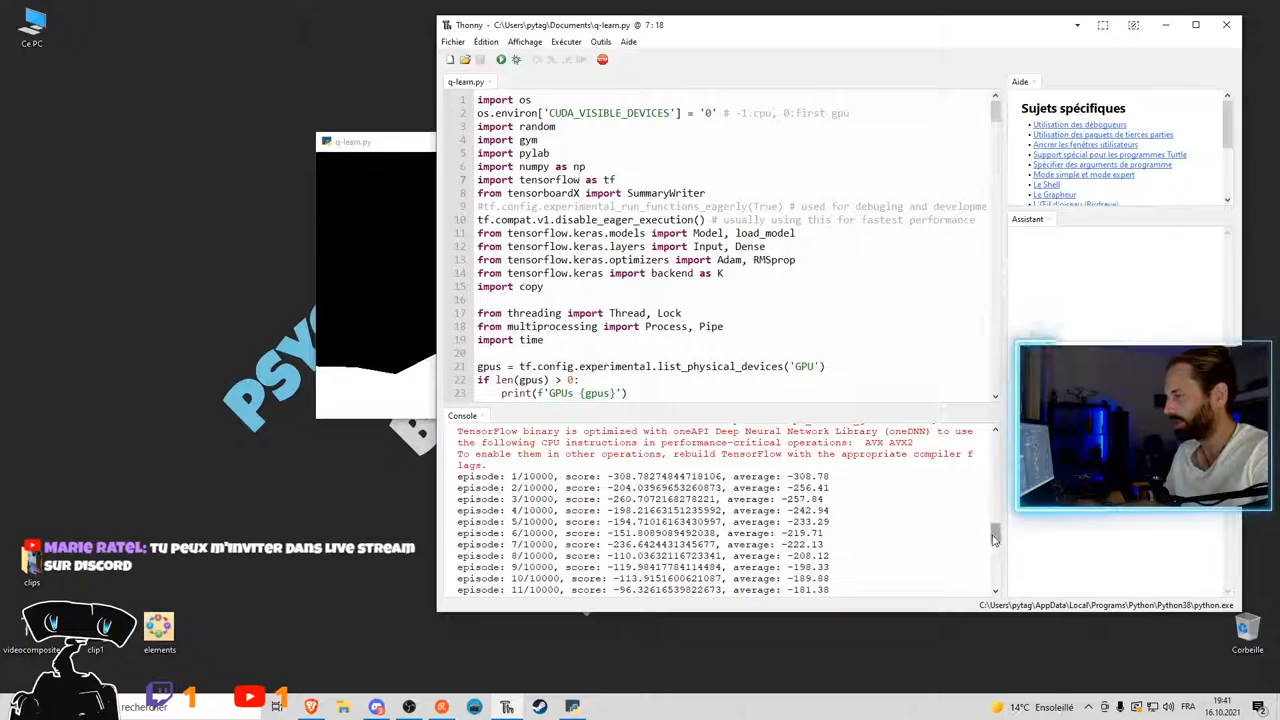 Ce PC
Thonny - C:\Users\pytag\Documents\q-learn.py @ 7 : 18
Fichier Édition Affichage Exécuter Outils Aide
q-learn.py
q-learn.py
1 import os
2 os.environ['CUDA_VISIBLE_DEVICES'] = '0' # -1:cpu, 0:first gpu
3 import random
4 import gym
5 import pylab
6 import numpy as np
7 import tensorflow as tf
8 from tensorboardX import SummaryWriter
9 #tf.config.experimental_run_functions_eagerly(True) # used for debuging and developme
10 tf.compat.v1.disable_eager_execution() # usually using this for fastest performance
11 from tensorflow.keras.models import Model, load_model
12 from tensorflow.keras.layers import Input, Dense
13 from tensorflow.keras.optimizers import Adam, RMSprop
14 from tensorflow.keras import backend as K
15 import copy
16
17 from threading import Thread, Lock
18 from multiprocessing import Process, Pipe
19 import time
20
21 gpus = tf.config.experimental.list_physical_devices('GPU')
22 if len(gpus) > 0:
23 print(f'GPUs {gpus}')
Aide
Sujets spécifiques
• Utilisation des débogueurs
• Utilisation des paquets de tierces parties
• Ancrer les fenêtres utilisateurs
• Support spécial pour les programmes Turtle
• Spécifier des arguments de programme
• Mode simple et mode expert
• Le Shell
• Le Grapheur
Assistant
Console
TensorFlow binary is optimized with oneAPI Deep Neural Network Library (oneDNN) to use
the following CPU instructions in performance-critical operations: AVX AVX2
To enable them in other operations, rebuild TensorFlow with the appropriate compiler f
lags.
episode: 1/10000, score: -308.78274844718106, average: -308.78
episode: 2/10000, score: -204.03969653260873, average: -256.41
episode: 3/10000, score: -260.7072168278221, average: -257.84
episode: 4/10000, score: -198.21663151235992, average: -242.94
episode: 5/10000, score: -194.71016163430997, average: -233.29
episode: 6/10000, score: -151.8089089492038, average: -219.71
episode: 7/10000, score: -236.6424431345677, average: -222.13
episode: 8/10000, score: -110.03632116723341, average: -208.12
episode: 9/10000, score: -119.98417784114484, average: -198.33
episode: 10/10000, score: -113.9151600621087, average: -189.88
episode: 11/10000, score: -96.32616539822673, average: -181.38
C:\Users\pytag\AppData\Local\Programs\Python\Python38\python.exe
PSY
B
MARIE RATEL: TU PEUX M'INVITER DANS LIVE STREAM
SUR DISCORD
clips
videocomposite
clip1
elements
Corbeille
1
1
rechercher
14°C Ensoleillé
19:41
16.10.2021
2